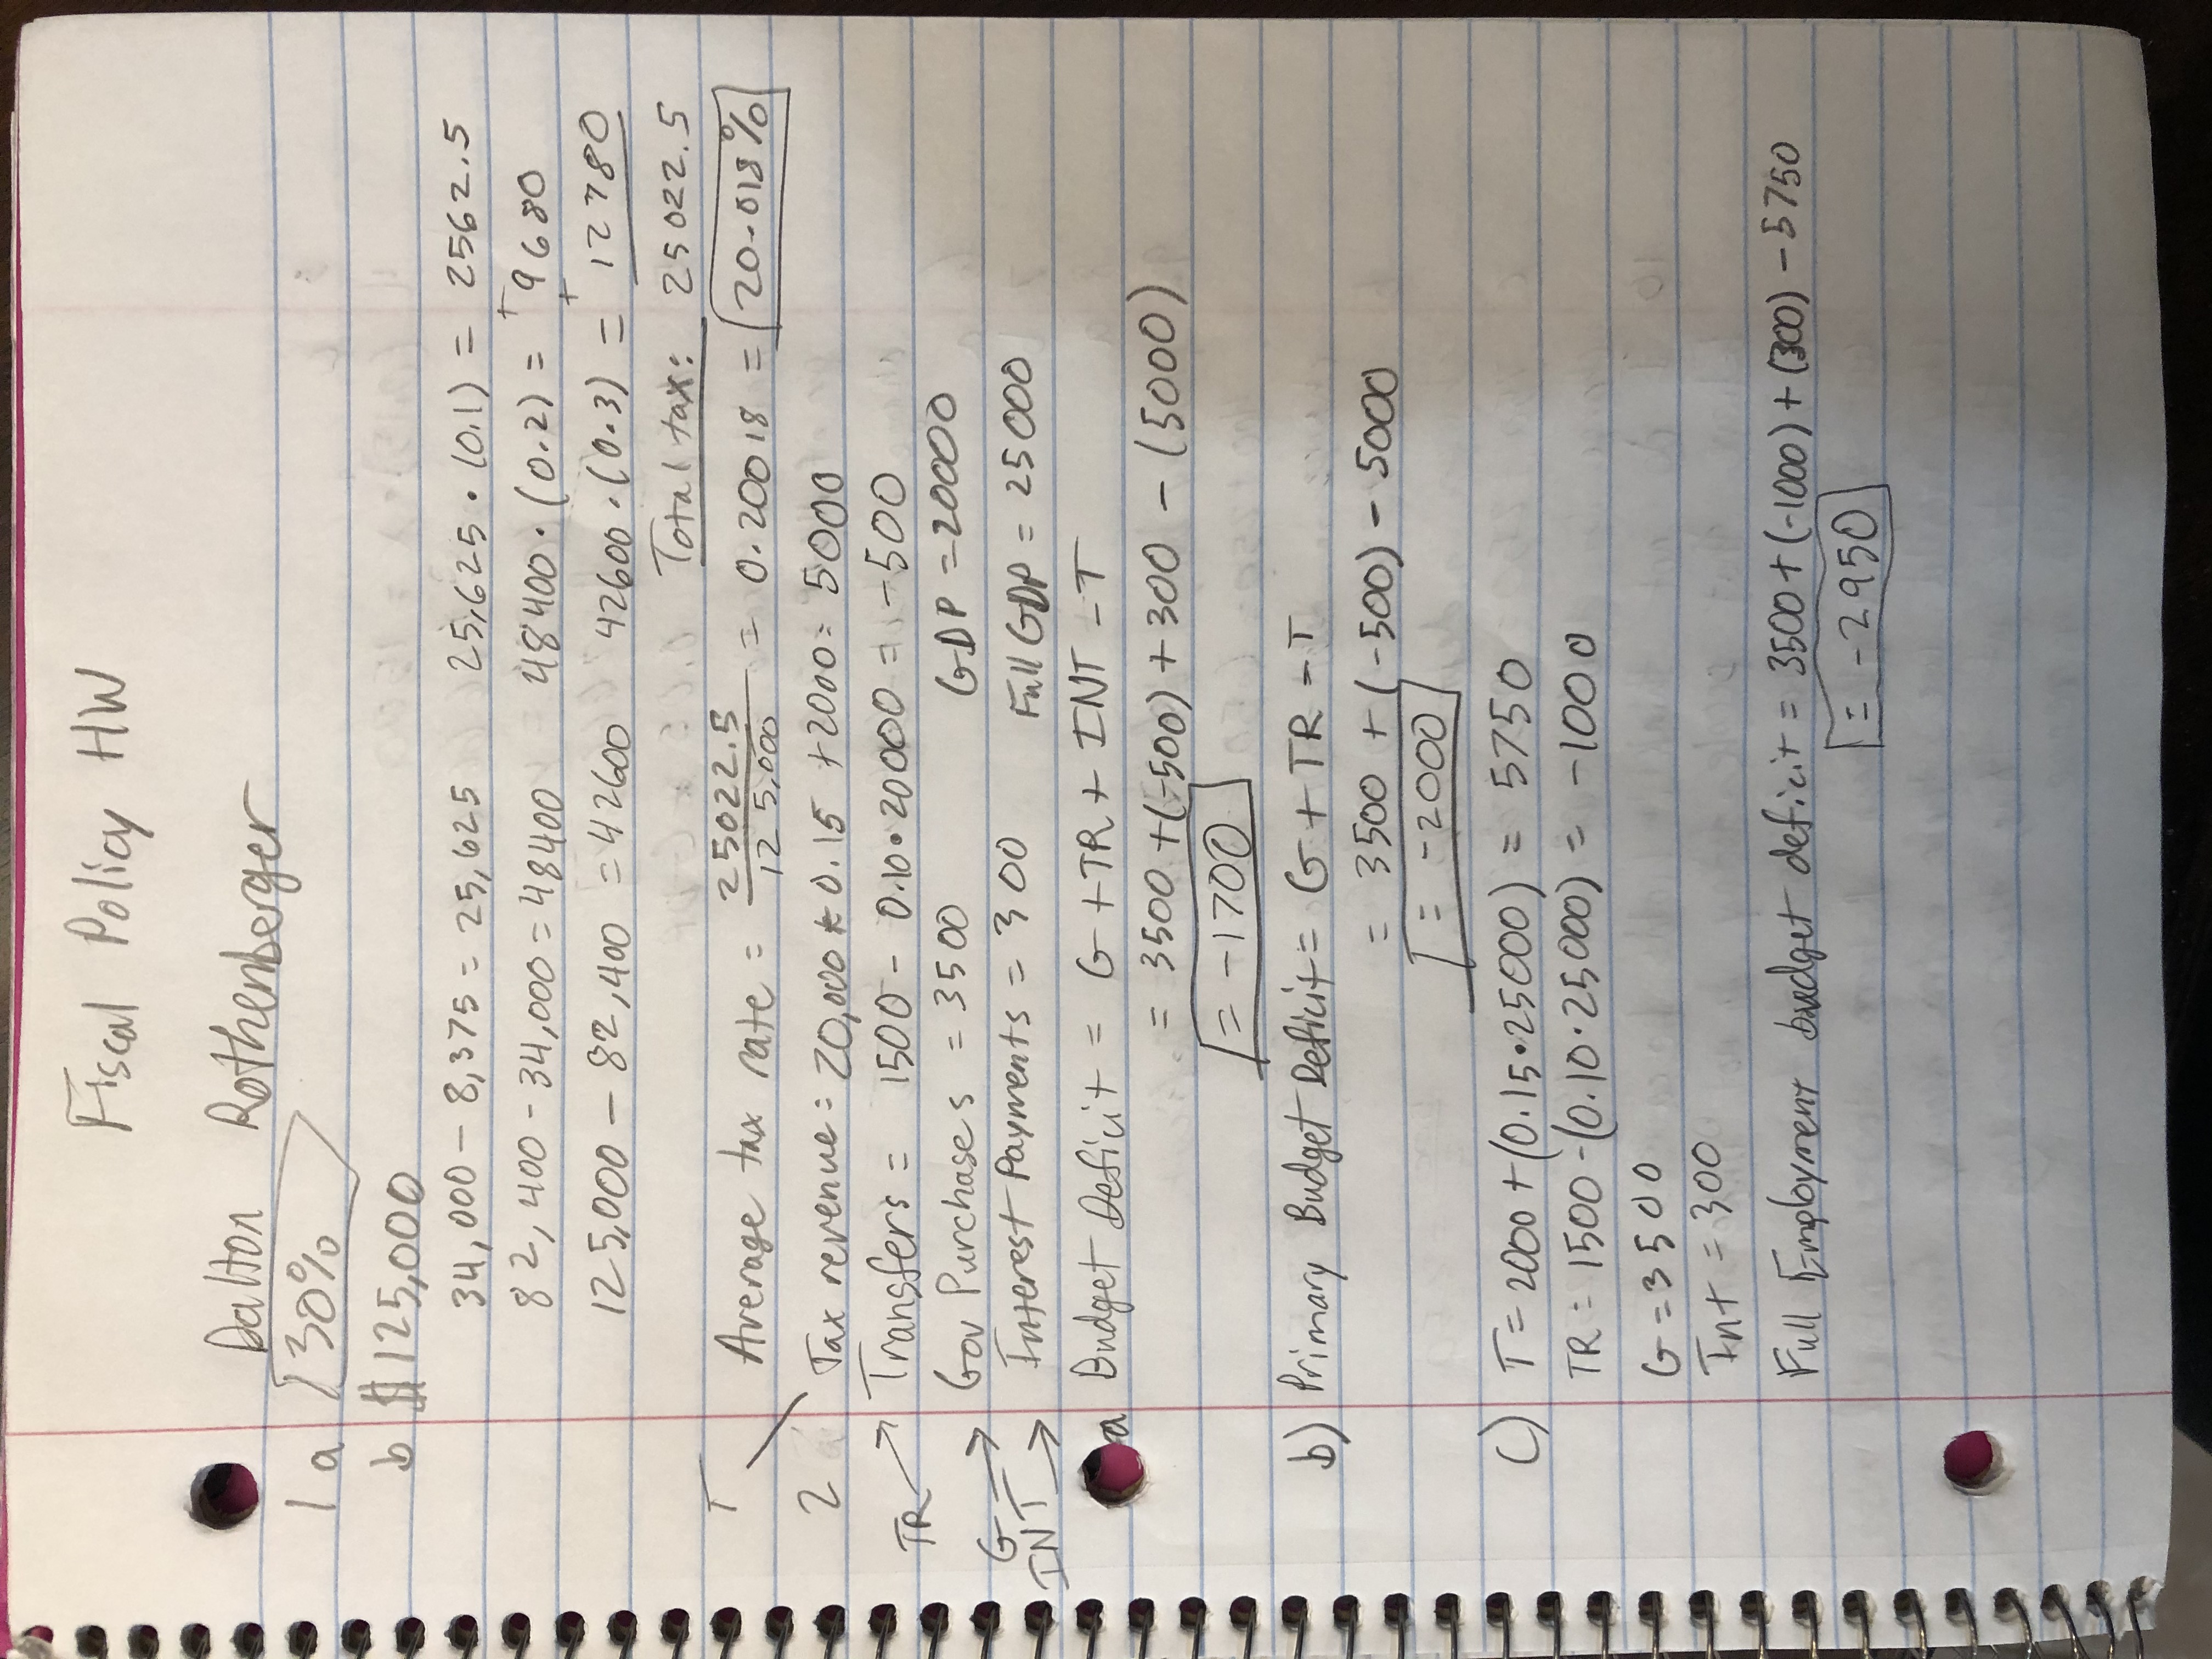 Fiscal Policy HW
Dalton Rothenberger
1 a 30%
b $125,000
34,000 - 8,375 = 25,625 25,625 • (0.1) = 2562.5
82,400 - 34,000 = 48400 48400 • (0.2) = + 9680
125,000 - 82,400 = 42600 42600 • (0.3) = + 12780
Total tax: 25022.5
Average tax rate = 25022.5 / 125,000 = 0.20018 = 20.018%
T
2 Tax revenue = 20,000 * 0.15 + 2000 = 5000
TR → Transfers = 1500 - 0.10•20000 = -500
G → Gov Purchases = 3500 GDP = 20000
INT → Interest Payments = 300 Full GDP = 25000
a Budget Deficit = G + TR + INT - T
= 3500 + (-500) + 300 - (5000)
= -1700
b) Primary Budget Deficit = G + TR - T
= 3500 + (-500) - 5000
= -2000
c) T = 2000 + (0.15•25000) = 5750
TR = 1500 - (0.10•25000) = -1000
G = 3500
Int = 300
Full Employment budget deficit = 3500 + (-1000) + (300) - 5750
= -2950